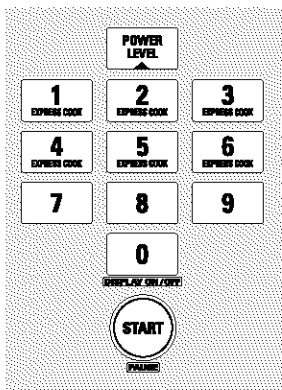 POWER
LEVEL
1 2 3
EXPRESS COOK EXPRESS COOK EXPRESS COOK
4 5 6
EXPRESS COOK EXPRESS COOK EXPRESS COOK
7 8 9
0
DISPLAY ON/OFF
START
PAUSE